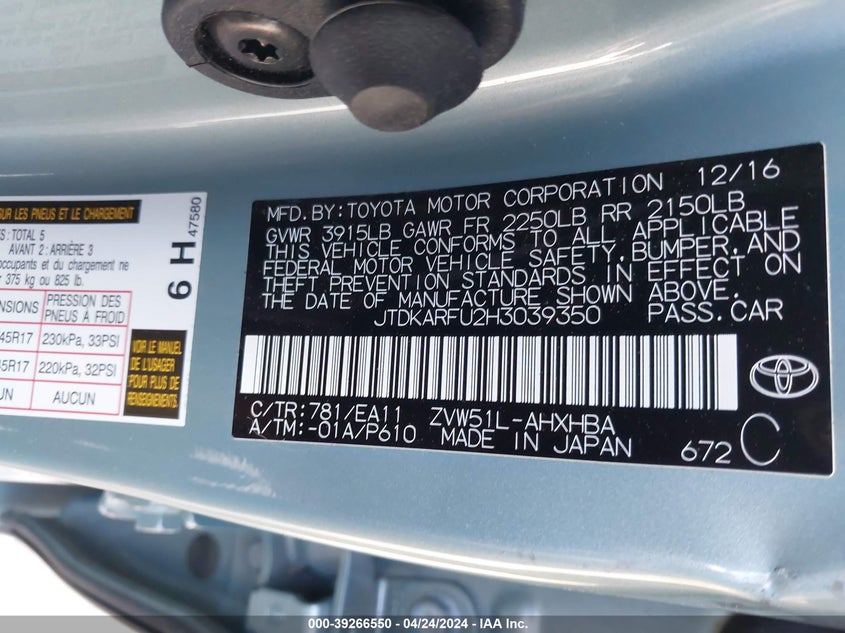 SUR LES PNEUS ET LE CHARGEMENT
: TOTAL 5
AVANT 2 : ARRIÈRE 3
occupants et du chargement ne
375 kg ou 825 lb.
PRESSION DES
PNEUS À FROID
45R17 230kPa, 33PSI
5R17 220kPa, 32PSI
AUCUN
VOIR LE MANUEL
DE L'USAGER
POUR PLUS DE
RENSEIGNEMENTS
6 H 47580
MFD. BY: TOYOTA MOTOR CORPORATION 12/16
GVWR 3915LB GAWR FR 2250LB RR 2150LB
THIS VEHICLE CONFORMS TO ALL APPLICABLE
FEDERAL MOTOR VEHICLE SAFETY, BUMPER, AND
THEFT PREVENTION STANDARDS IN EFFECT ON
THE DATE OF MANUFACTURE SHOWN ABOVE.
JTDKARFU2H3039350 PASS.CAR
C/TR: 781/EA11 ZVW51L-AHXHBA
A/TM:-01A/P610 MADE IN JAPAN 672 C
000-39266550 - 04/24/2024 - IAA Inc.